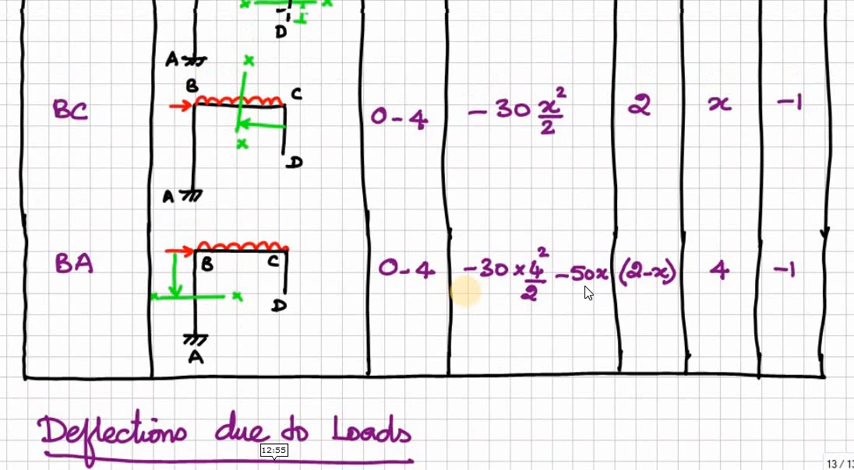 I
D
A
x
B
C
BC
0-4
-30 x²/2
2
x
-1
x
D
A
BA
B
C
0-4
-30×4²/2 -50x
(2-x)
4
-1
x
x
D
A
Deflections due to Loads
12:55
13 / 1